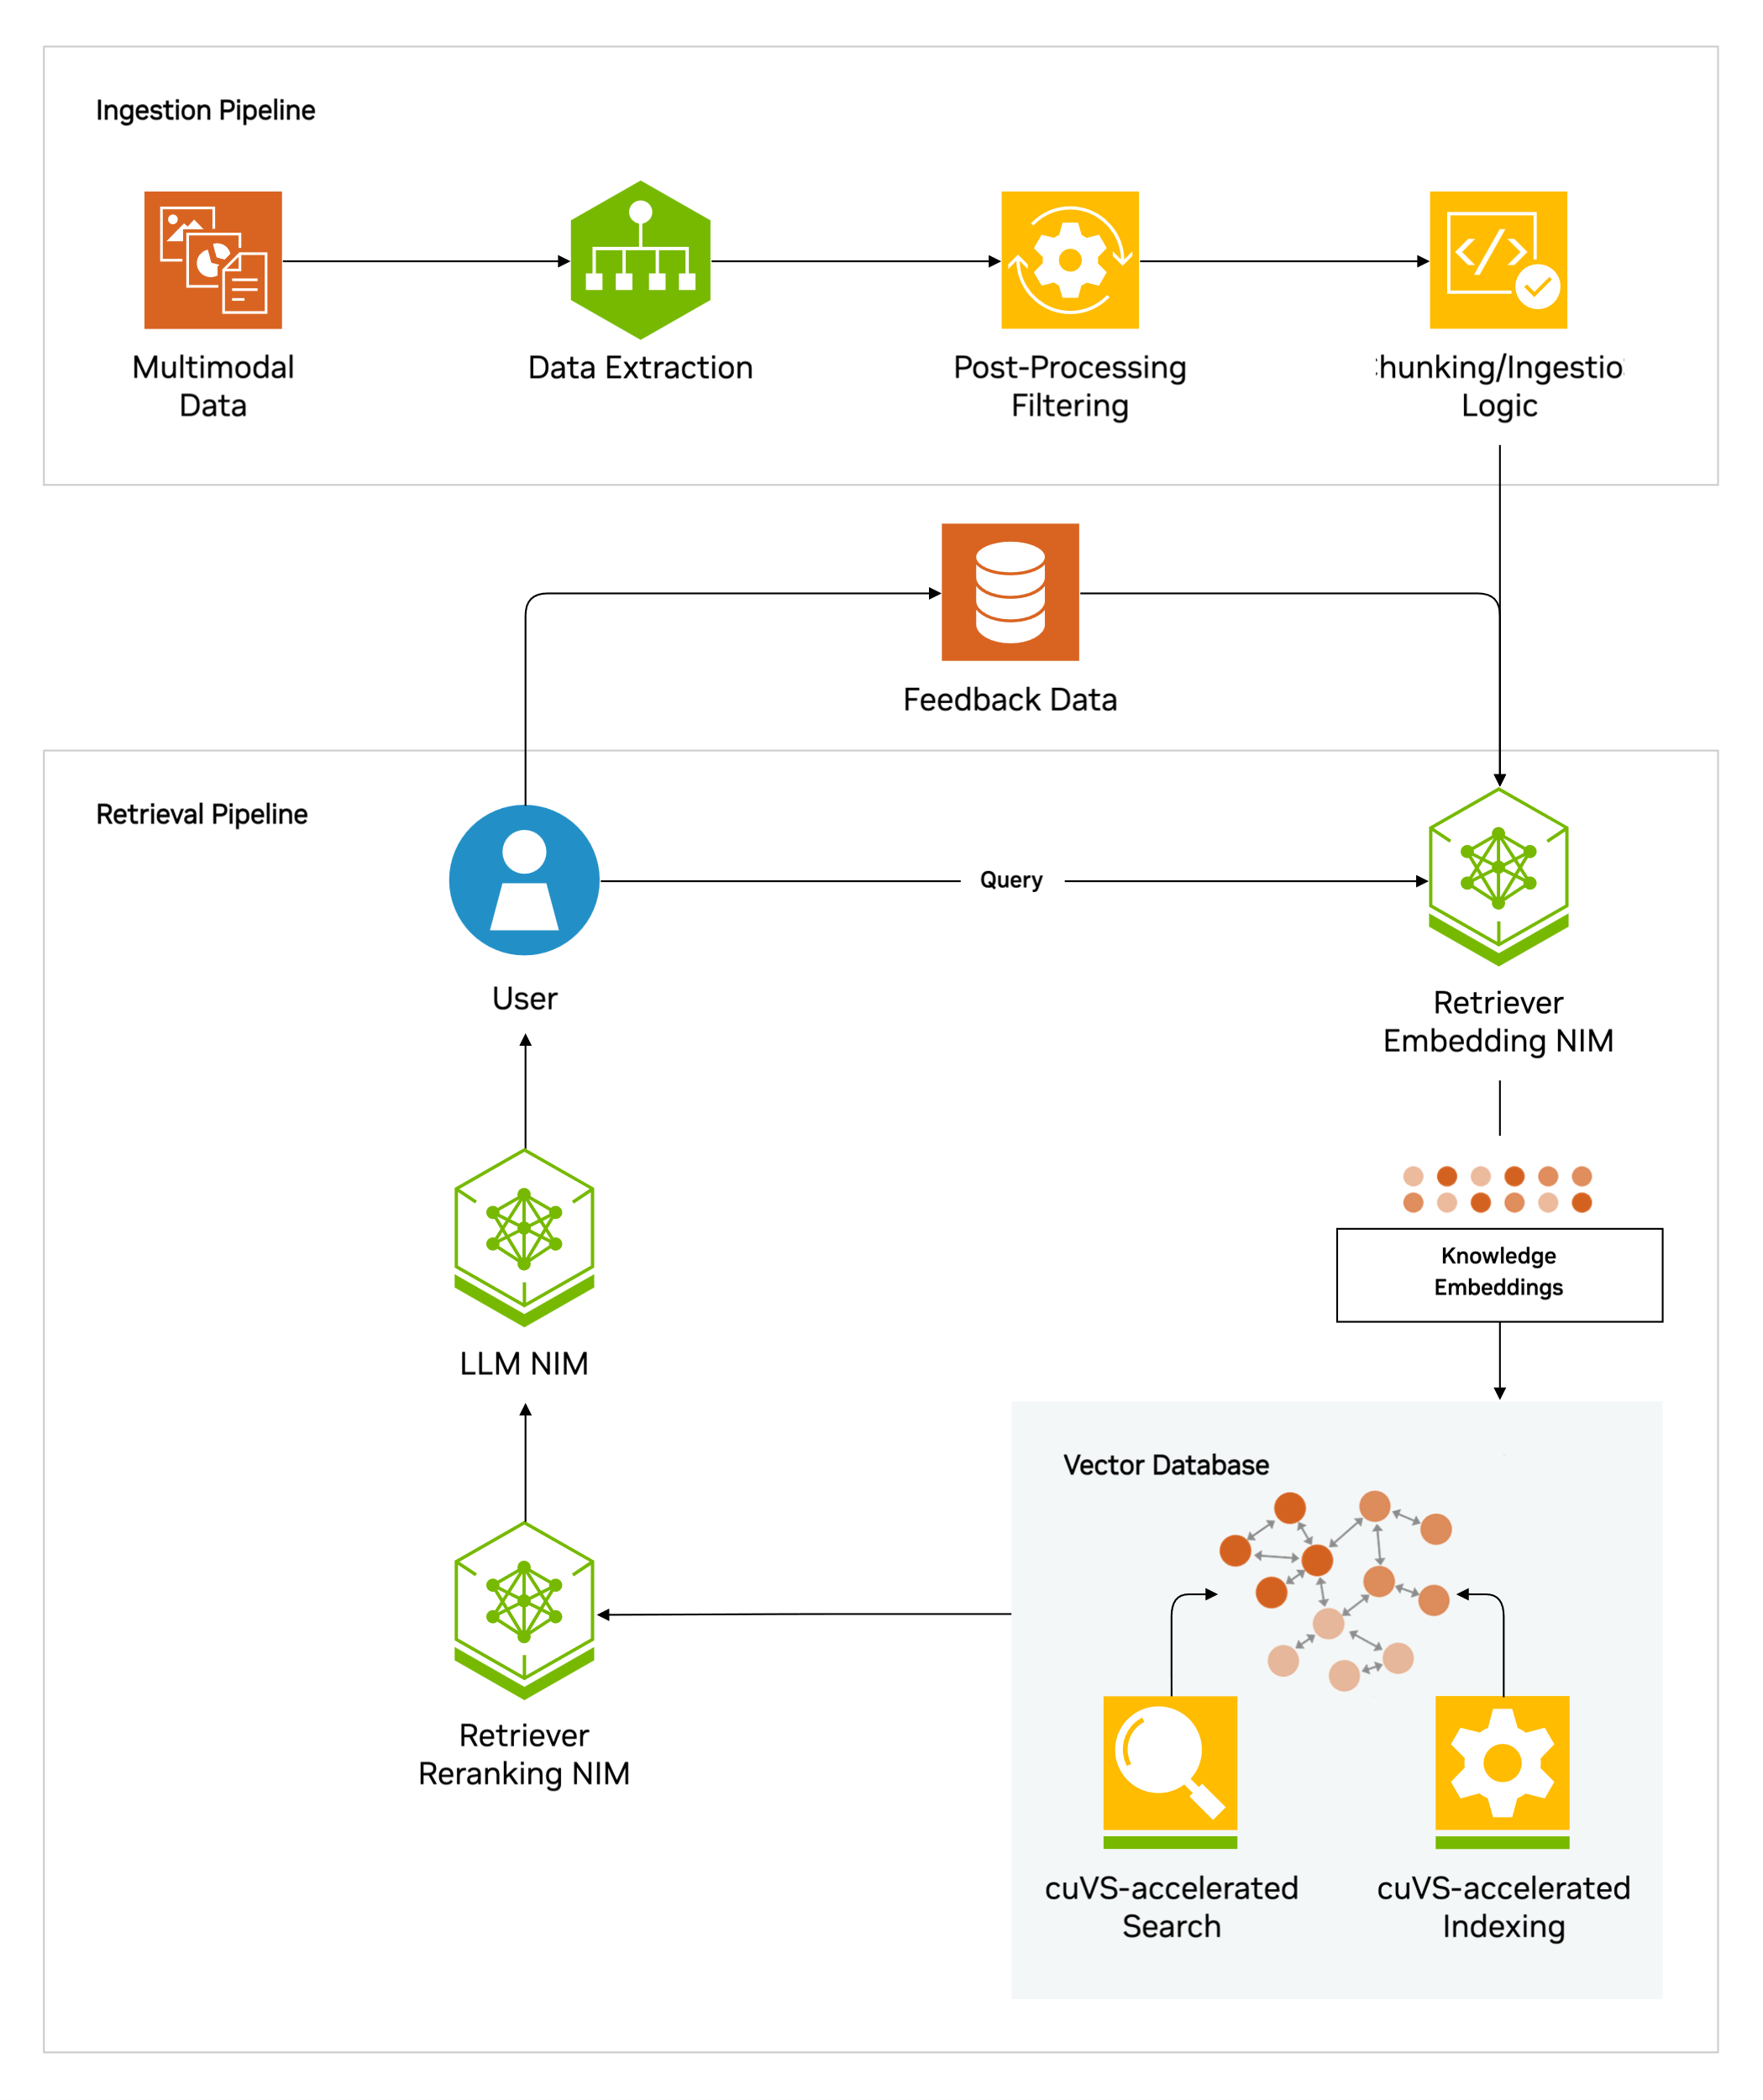 Ingestion Pipeline
Multimodal
Data
Data Extraction
Post-Processing
Filtering
hunking/Ingestio
Logic
Feedback Data
Retrieval Pipeline
Query
User
Retriever
Embedding NIM
Knowledge
Embeddings
LLM NIM
Vector Database
Retriever
Reranking NIM
cuVS-accelerated
Search
cuVS-accelerated
Indexing